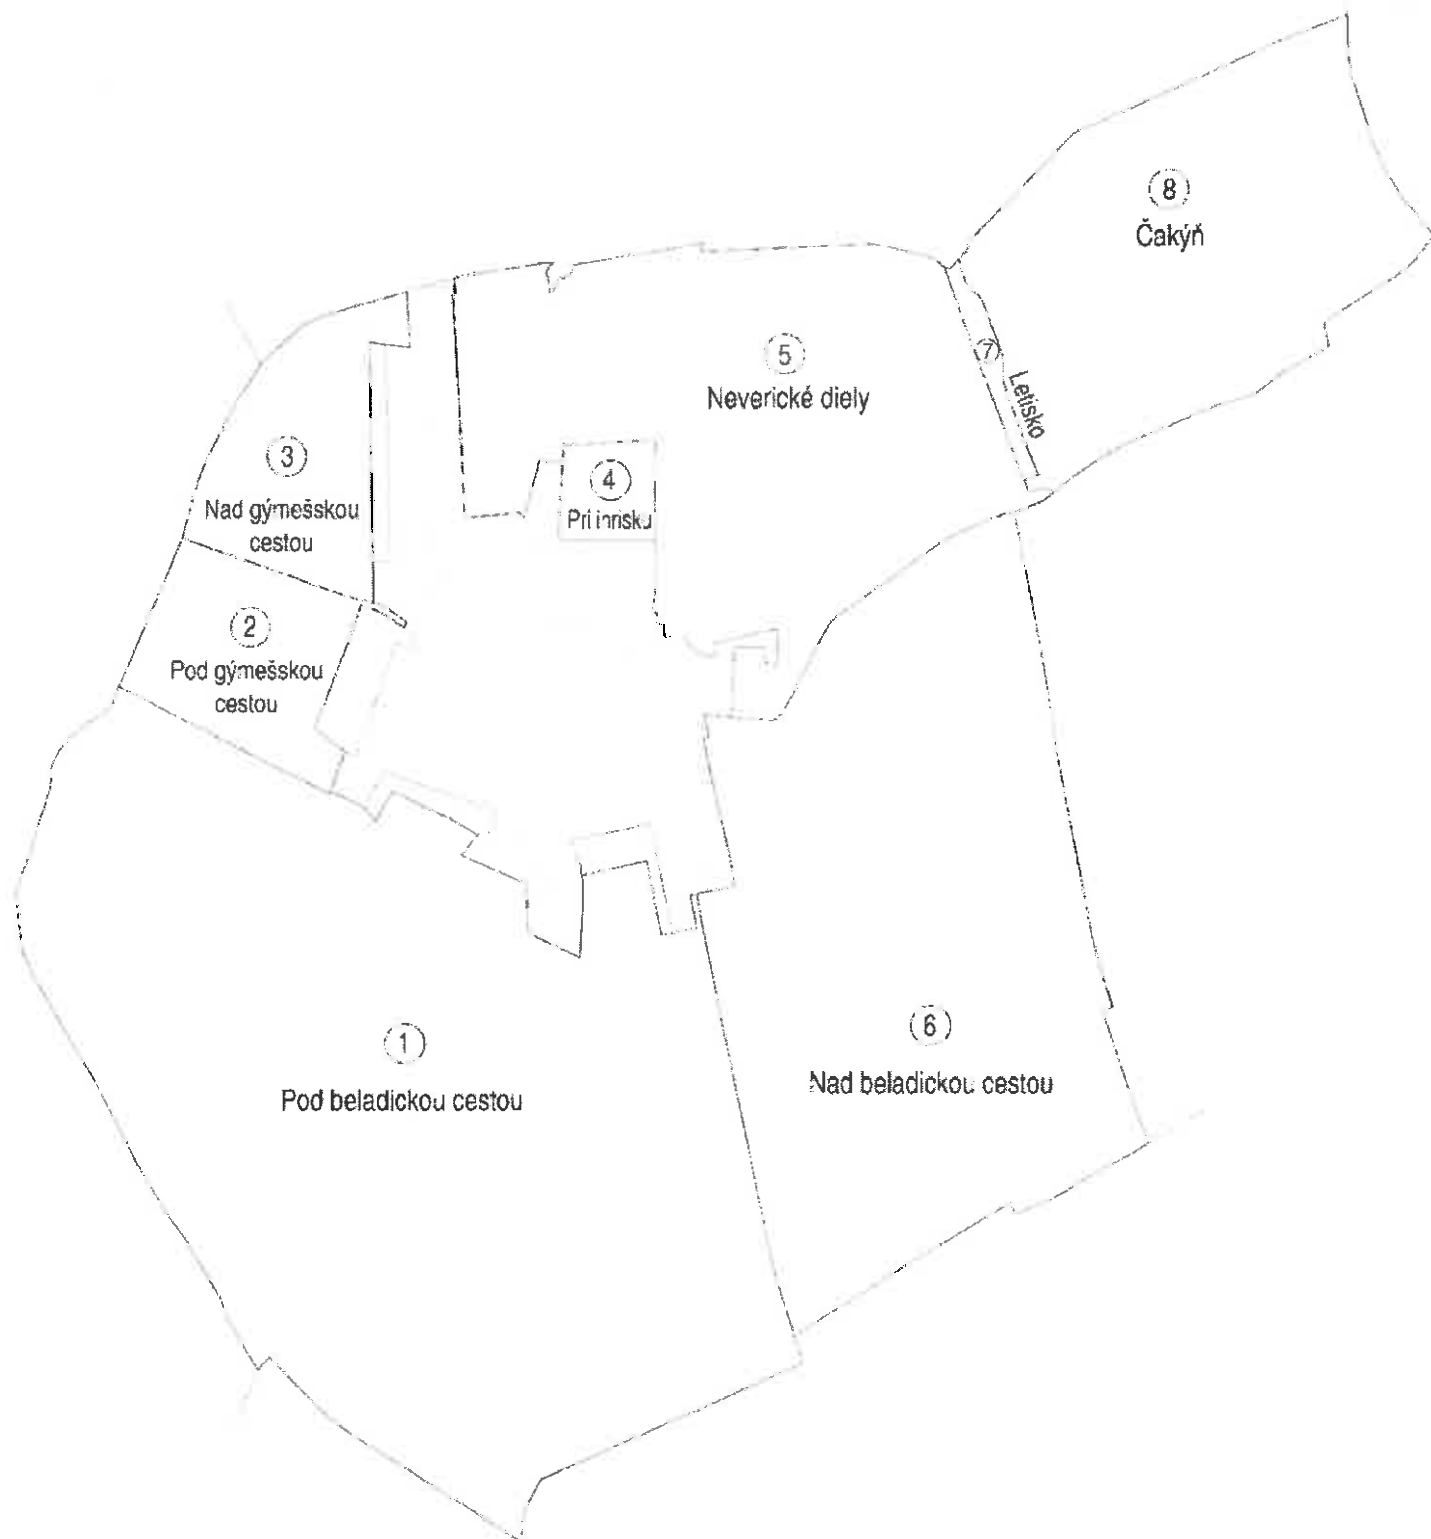 8
Čakýň
5
Neverické diely
7
Letisko
3
Nad gýmešskou
cestou
4
Pri
2
Pod gýmešskou
cestou
6
Nad beladickou cestou
1
Pod beladickou cestou